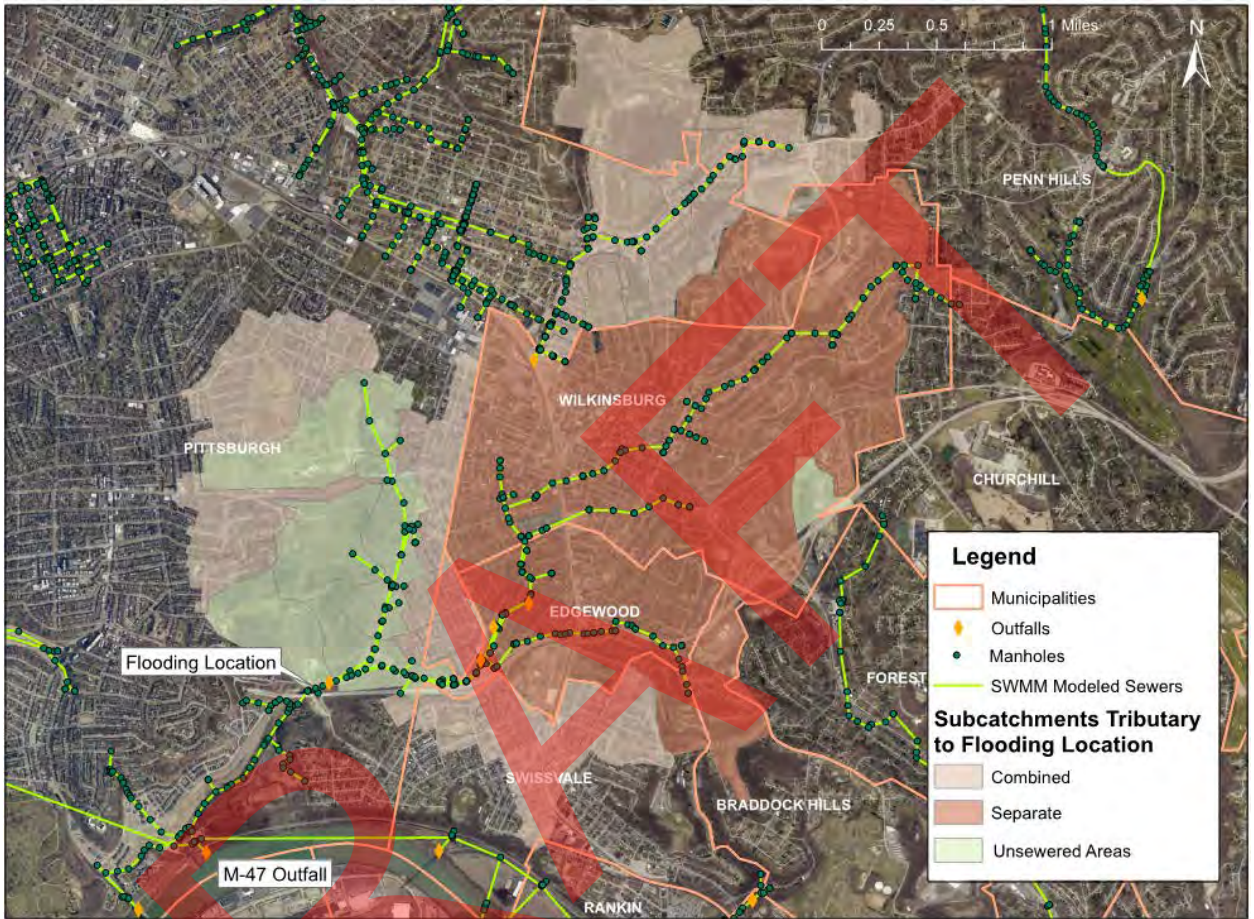 0 0.25 0.5 1 Miles
N
PENN HILLS
WILKINSBURG
PITTSBURGH
CHURCHILL
EDGEWOOD
Flooding Location
FOREST
SWISSVALE
BRADDOCK HILLS
M-47 Outfall
RANKIN
Legend
Municipalities
Outfalls
Manholes
SWMM Modeled Sewers
Subcatchments Tributary
to Flooding Location
Combined
Separate
Unsewered Areas
DRAFT